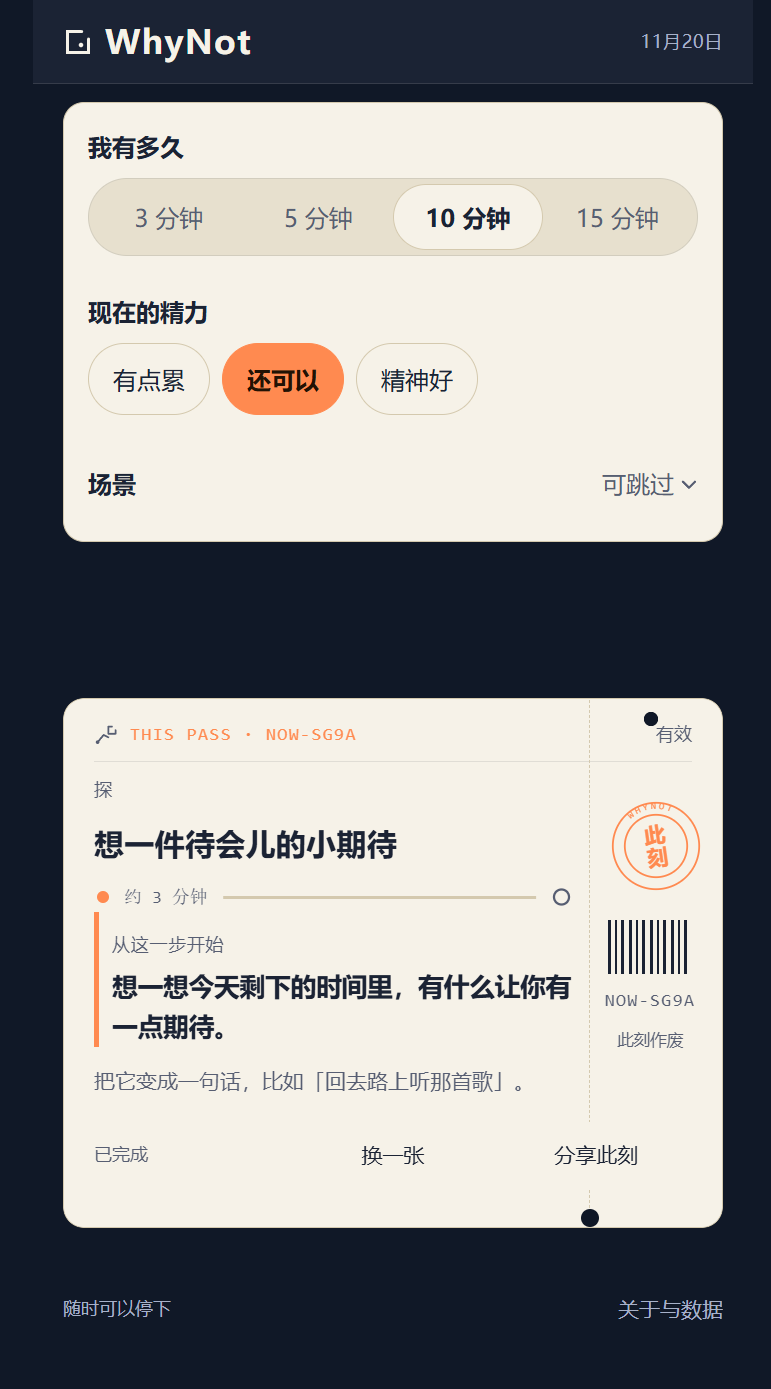 WhyNot
11月20日
我有多久
3 分钟
5 分钟
10 分钟
15 分钟
现在的精力
有点累
还可以
精神好
场景
可跳过
THIS PASS · NOW-SG9A
有效
探
想一件待会儿的小期待
WHYNOT
此
刻
约 3 分钟
从这一步开始
想一想今天剩下的时间里，有什么让你有
一点期待。
NOW-SG9A
此刻作废
把它变成一句话，比如「回去路上听那首歌」。
已完成
换一张
分享此刻
随时可以停下
关于与数据